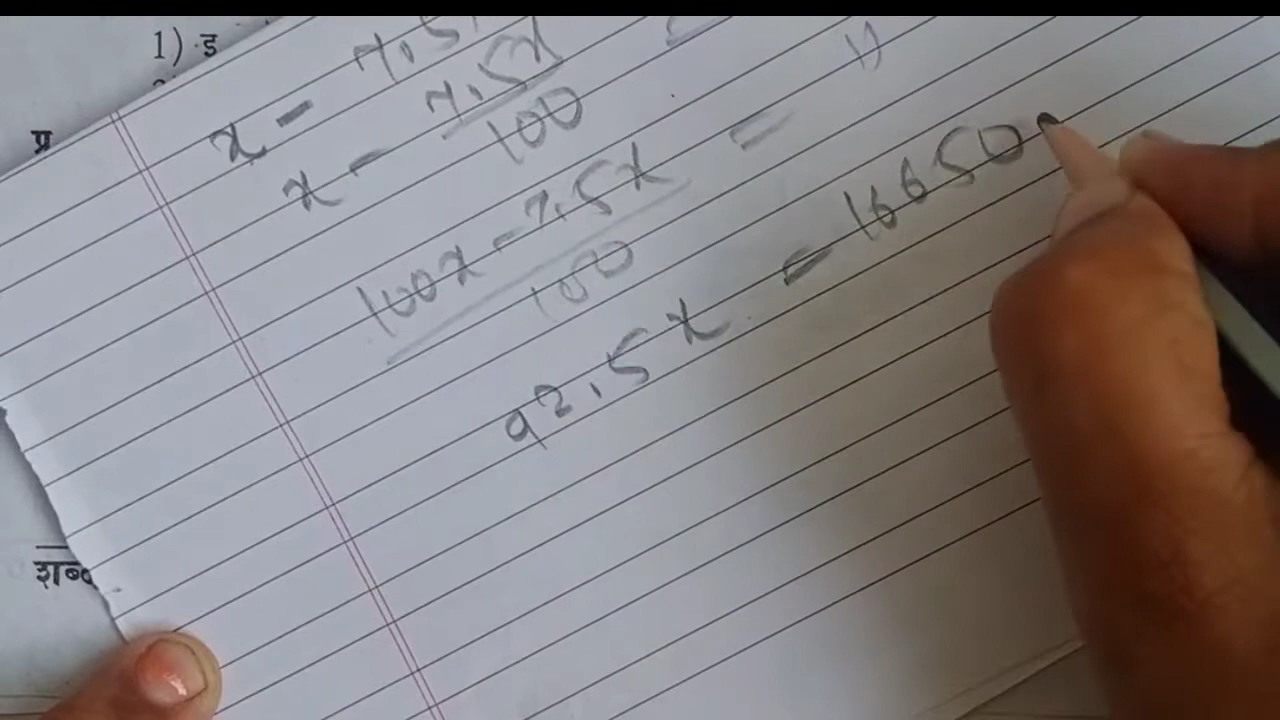 1) इ
प्र
x - 7.5
x - 7.5x
100
100x - 7.5x =
100
92.5x = 16650
शब्द